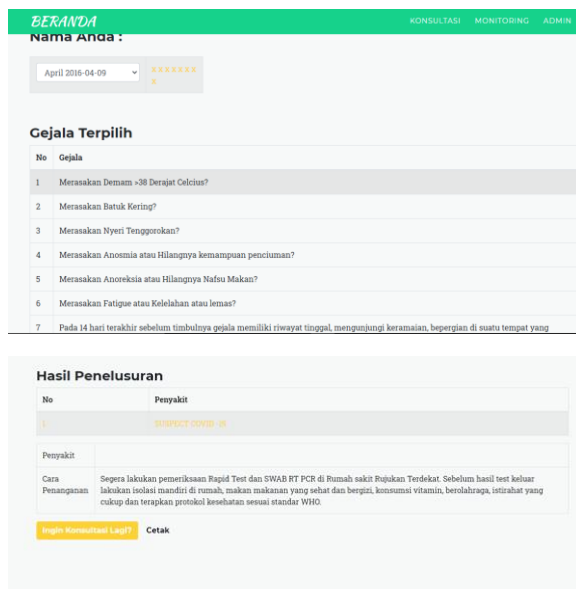 BERANDA KONSULTASI MONITORING ADMIN
Nama Anda :
April 2016-04-09
Gejala Terpilih
No Gejala
1 Merasakan Demam >38 Derajat Celcius?
2 Merasakan Batuk Kering?
3 Merasakan Nyeri Tenggorokan?
4 Merasakan Anosmia atau Hilangnya kemampuan penciuman?
5 Merasakan Anoreksia atau Hilangnya Nafsu Makan?
6 Merasakan Fatigue atau Kelelahan atau lemas?
7 Pada 14 hari terakhir sebelum timbulnya gejala memiliki riwayat tinggal, mengunjungi keramaian, bepergian di suatu tempat yang
Hasil Penelusuran
No Penyakit
1 SUSPECT COVID -19
Penyakit
Cara Penanganan Segera lakukan pemeriksaan Rapid Test dan SWAB RT PCR di Rumah sakit Rujukan Terdekat. Sebelum hasil test keluar
lakukan isolasi mandiri di rumah, makan makanan yang sehat dan bergizi, konsumsi vitamin, berolahraga, istirahat yang
cukup dan terapkan protokol kesehatan sesuai standar WHO.
Ingin Konsultasi Lagi? Cetak